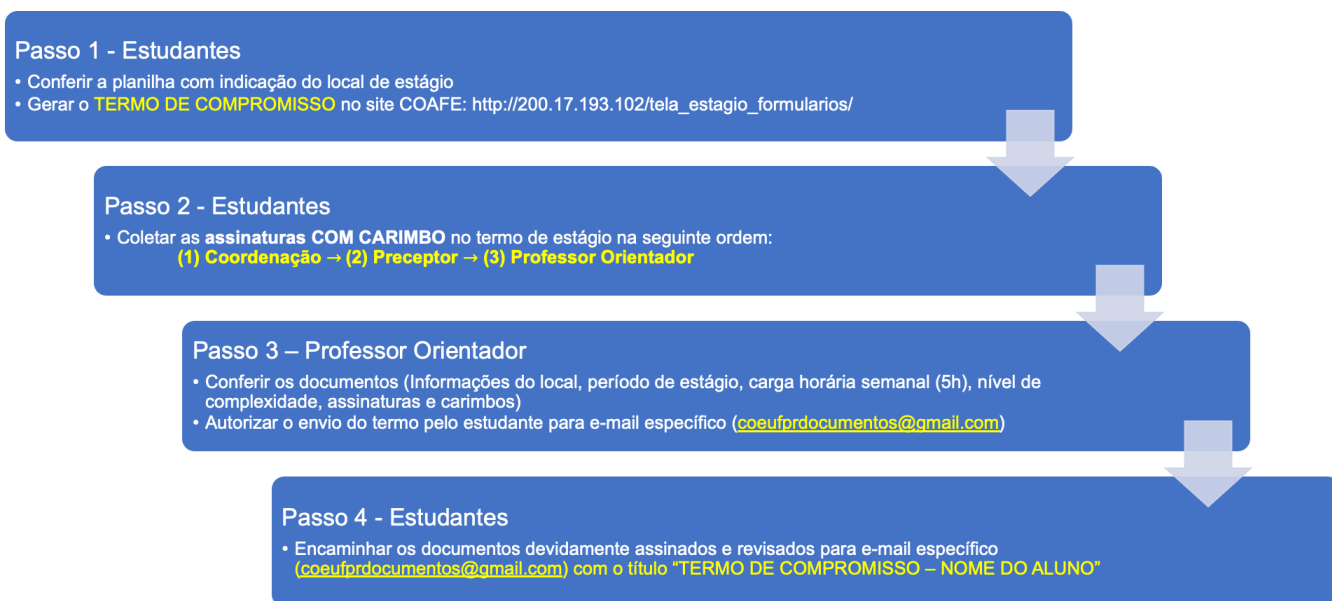 Passo 1 - Estudantes
• Conferir a planilha com indicação do local de estágio
• Gerar o TERMO DE COMPROMISSO no site COAFE: http://200.17.193.102/tela_estagio_formularios/
Passo 2 - Estudantes
• Coletar as assinaturas COM CARIMBO no termo de estágio na seguinte ordem:
(1) Coordenação → (2) Preceptor → (3) Professor Orientador
Passo 3 – Professor Orientador
• Conferir os documentos (Informações do local, período de estágio, carga horária semanal (5h), nível de
complexidade, assinaturas e carimbos)
• Autorizar o envio do termo pelo estudante para e-mail específico (coeufprdocumentos@gmail.com)
Passo 4 - Estudantes
• Encaminhar os documentos devidamente assinados e revisados para e-mail específico
(coeufprdocumentos@gmail.com) com o título “TERMO DE COMPROMISSO – NOME DO ALUNO”